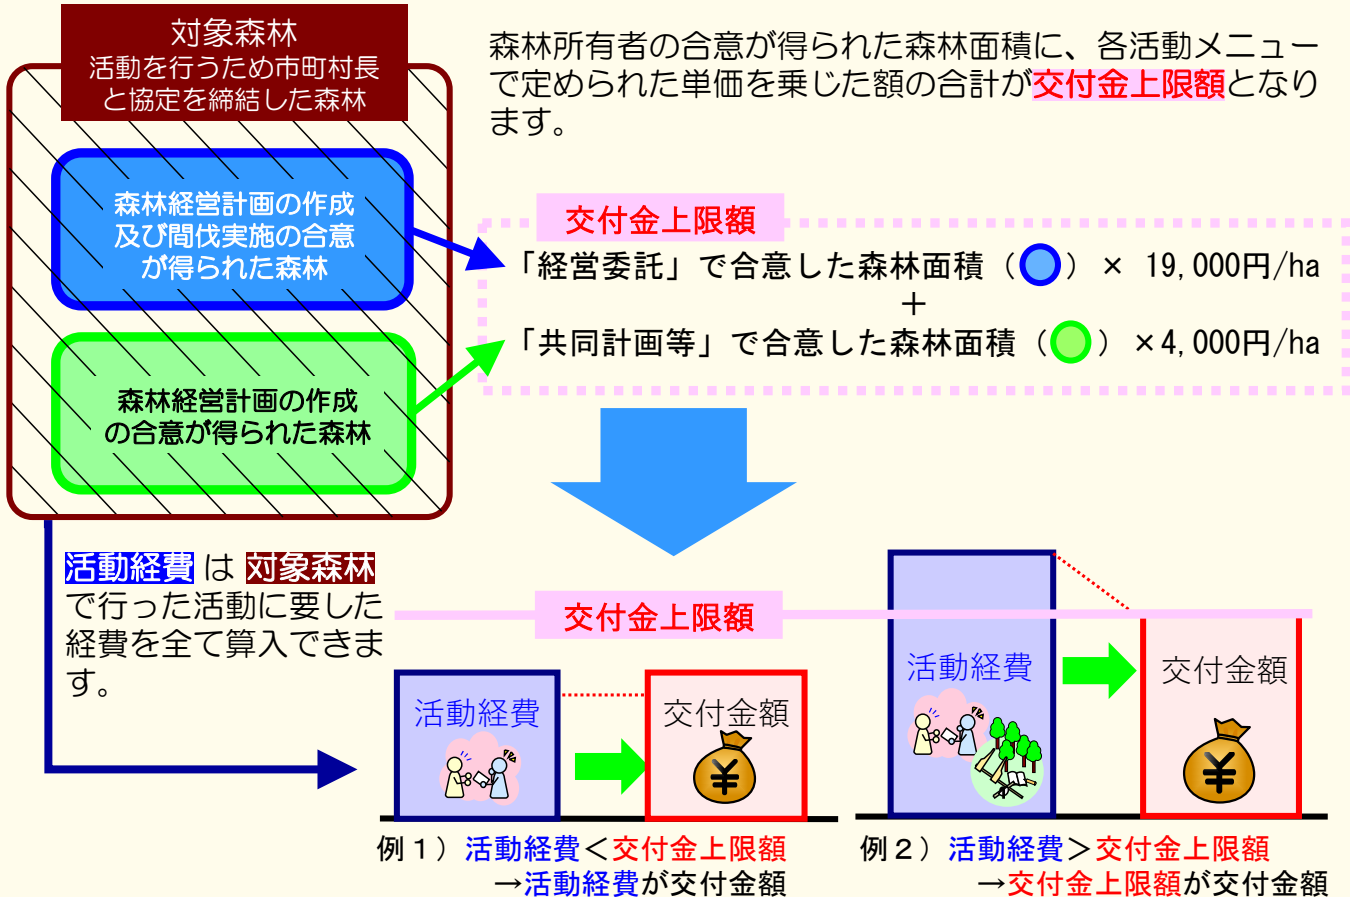 対象森林
活動を行うため市町村長
と協定を締結した森林
森林所有者の合意が得られた森林面積に、各活動メニュー
で定められた単価を乗じた額の合計が交付金上限額となり
ます。
森林経営計画の作成
及び間伐実施の合意
が得られた森林
森林経営計画の作成
の合意が得られた森林
交付金上限額
「経営委託」で合意した森林面積（　）× 19,000円/ha
＋
「共同計画等」で合意した森林面積（　）×4,000円/ha
活動経費 は 対象森林
で行った活動に要した
経費を全て算入できま
す。
交付金上限額
活動経費
交付金額
¥
例１）活動経費＜交付金上限額
→活動経費が交付金額
活動経費
交付金額
¥
例２）活動経費＞交付金上限額
→交付金上限額が交付金額